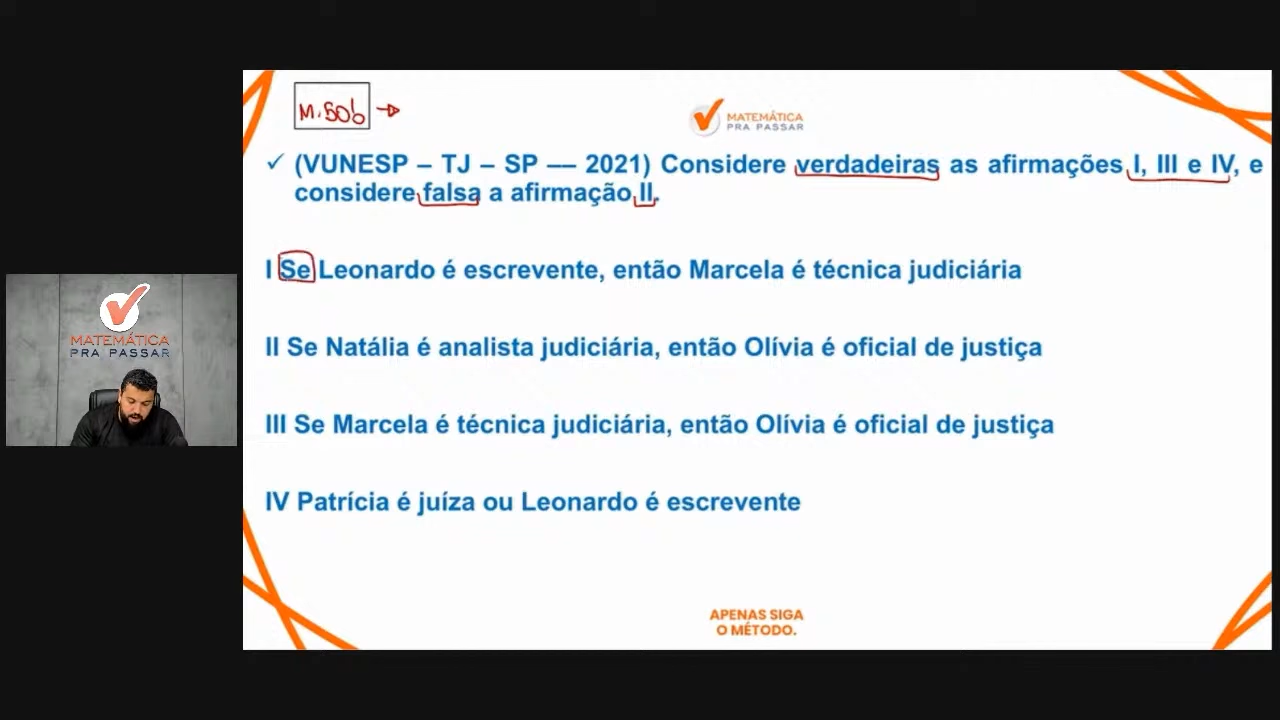 M.SOb
MATEMÁTICA
PRA PASSAR
✓ (VUNESP – TJ – SP –– 2021) Considere verdadeiras as afirmações I, III e IV, e
considere falsa a afirmação II.
I Se Leonardo é escrevente, então Marcela é técnica judiciária
II Se Natália é analista judiciária, então Olívia é oficial de justiça
III Se Marcela é técnica judiciária, então Olívia é oficial de justiça
IV Patrícia é juíza ou Leonardo é escrevente
APENAS SIGA
O MÉTODO.
MATEMÁTICA
PRA PASSAR